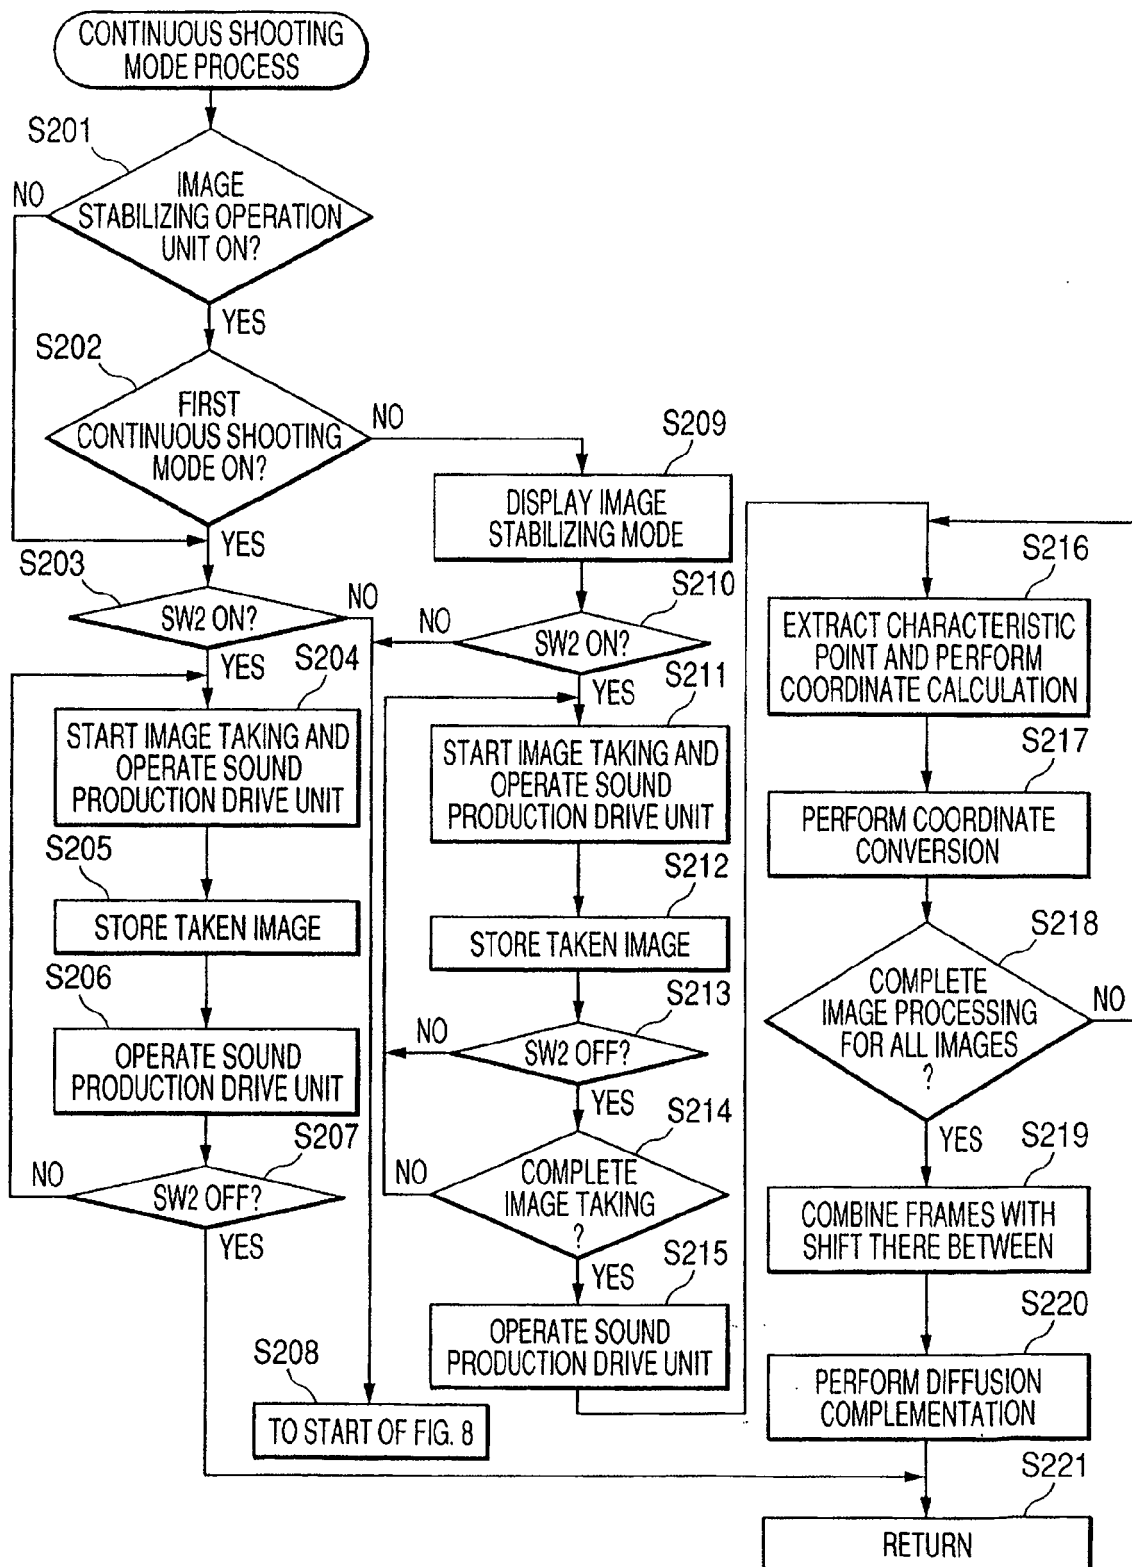 CONTINUOUS SHOOTING
MODE PROCESS
S201
NO
IMAGE
STABILIZING OPERATION
UNIT ON?
YES
S202
FIRST
CONTINUOUS SHOOTING
MODE ON?
NO
YES
S203
SW2 ON?
NO
YES
S204
START IMAGE TAKING AND
OPERATE SOUND
PRODUCTION DRIVE UNIT
S205
STORE TAKEN IMAGE
S206
OPERATE SOUND
PRODUCTION DRIVE UNIT
S207
NO
SW2 OFF?
YES
S208
TO START OF FIG. 8
S209
DISPLAY IMAGE
STABILIZING MODE
S210
NO
SW2 ON?
YES
S211
START IMAGE TAKING AND
OPERATE SOUND
PRODUCTION DRIVE UNIT
S212
STORE TAKEN IMAGE
S213
NO
SW2 OFF?
YES
S214
NO
COMPLETE
IMAGE TAKING
?
YES
S215
OPERATE SOUND
PRODUCTION DRIVE UNIT
S216
EXTRACT CHARACTERISTIC
POINT AND PERFORM
COORDINATE CALCULATION
S217
PERFORM COORDINATE
CONVERSION
S218
COMPLETE
IMAGE PROCESSING
FOR ALL IMAGES
?
NO
YES
S219
COMBINE FRAMES WITH
SHIFT THERE BETWEEN
S220
PERFORM DIFFUSION
COMPLEMENTATION
S221
RETURN